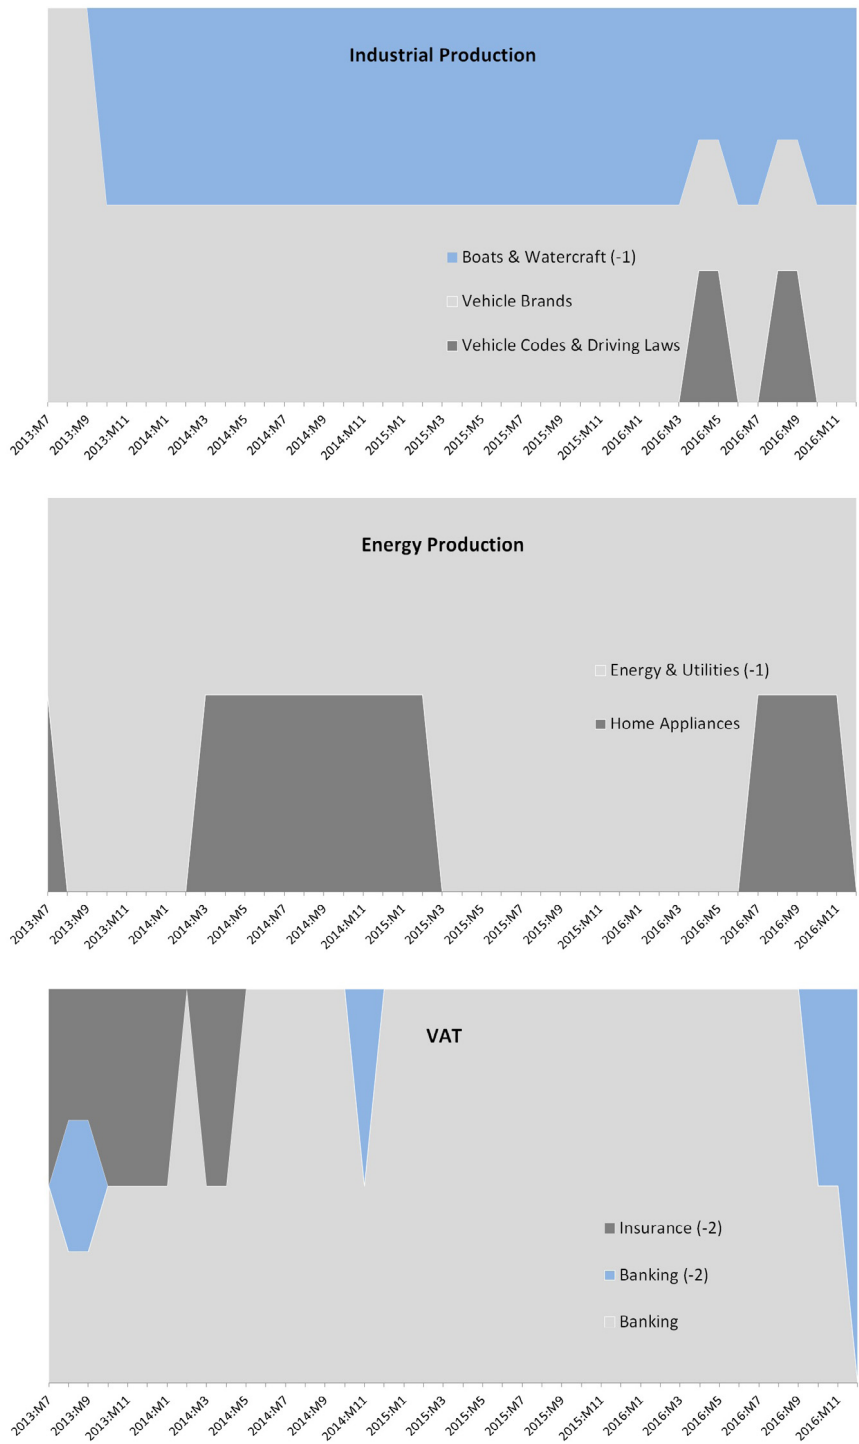 Industrial Production
Boats & Watercraft (-1)
Vehicle Brands
Vehicle Codes & Driving Laws
2013:M7
2013:M9
2013:M11
2014:M1
2014:M3
2014:M5
2014:M7
2014:M9
2014:M11
2015:M1
2015:M3
2015:M5
2015:M7
2015:M9
2015:M11
2016:M1
2016:M3
2016:M5
2016:M7
2016:M9
2016:M11
Energy Production
Energy & Utilities (-1)
Home Appliances
2013:M7
2013:M9
2013:M11
2014:M1
2014:M3
2014:M5
2014:M7
2014:M9
2014:M11
2015:M1
2015:M3
2015:M5
2015:M7
2015:M9
2015:M11
2016:M1
2016:M3
2016:M5
2016:M7
2016:M9
2016:M11
VAT
Insurance (-2)
Banking (-2)
Banking
2013:M7
2013:M9
2013:M11
2014:M1
2014:M3
2014:M5
2014:M7
2014:M9
2014:M11
2015:M1
2015:M3
2015:M5
2015:M7
2015:M9
2015:M11
2016:M1
2016:M3
2016:M5
2016:M7
2016:M9
2016:M11